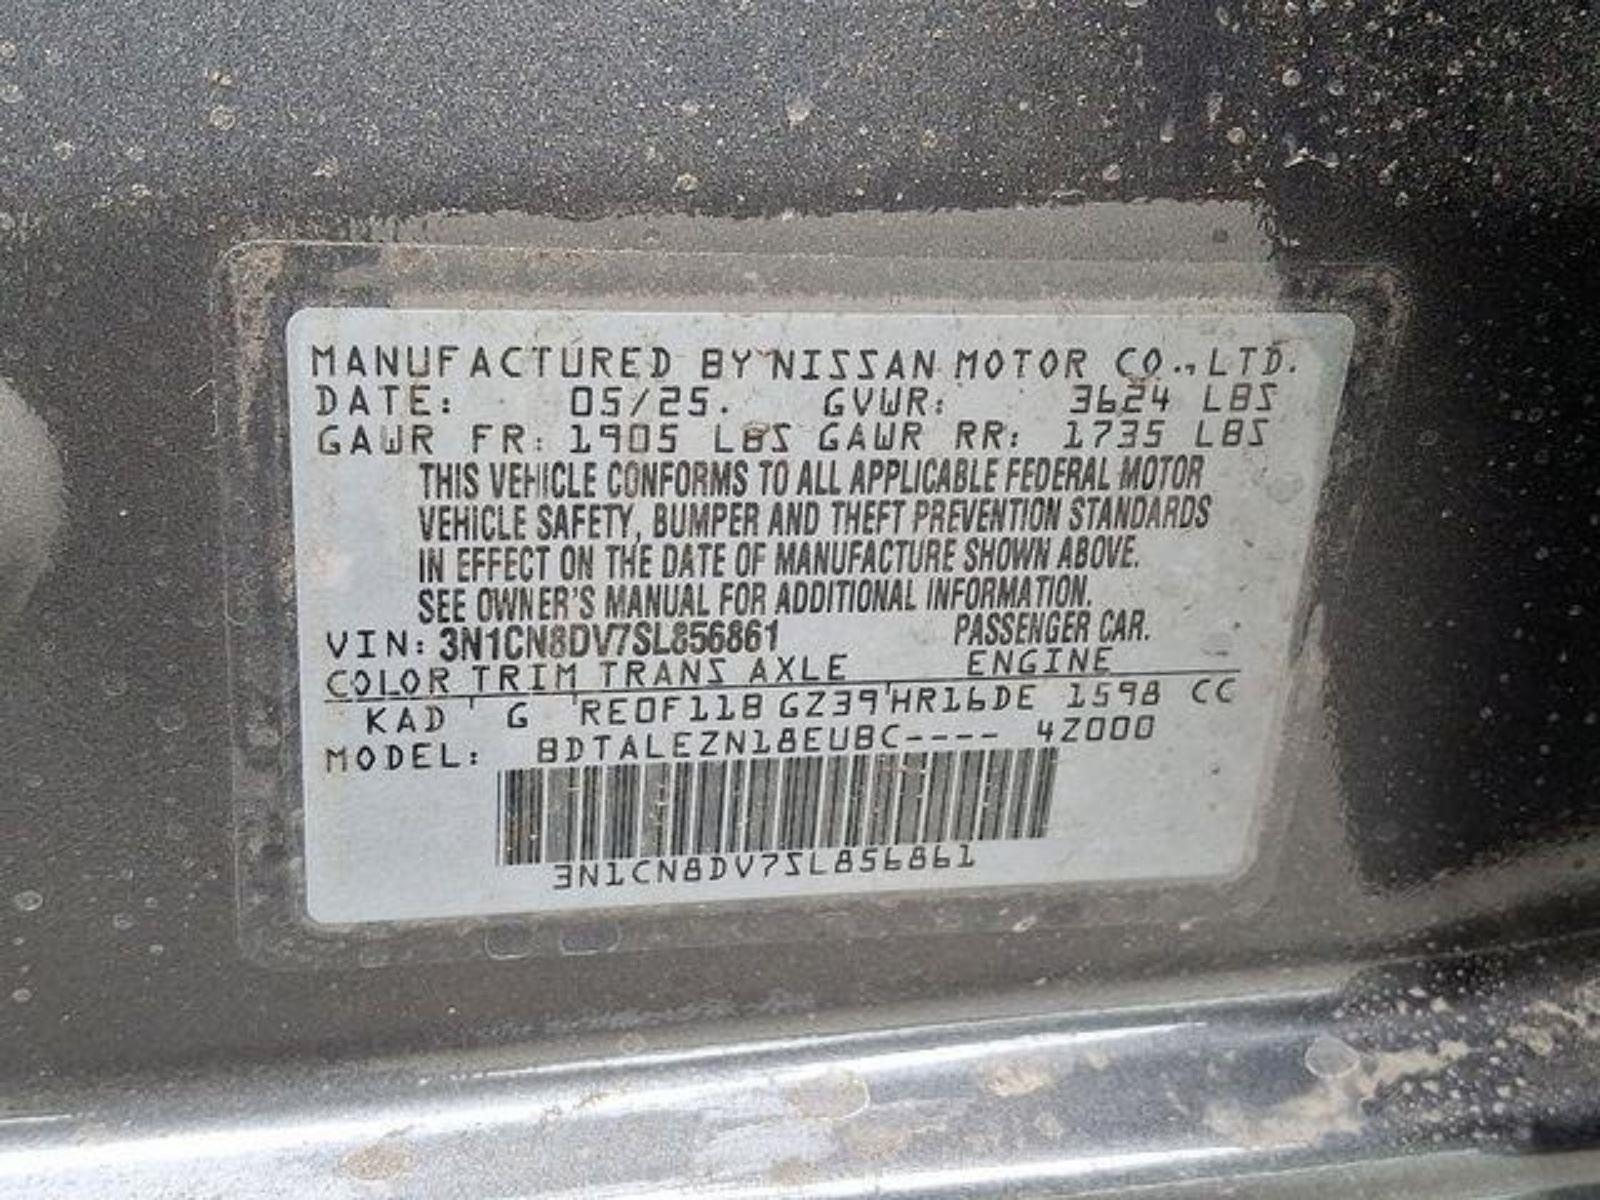 MANUFACTURED BY NISSAN MOTOR CO., LTD.
DATE: 05/25. GVWR: 3624 LBS
GAWR FR: 1905 LBS GAWR RR: 1735 LBS
THIS VEHICLE CONFORMS TO ALL APPLICABLE FEDERAL MOTOR
VEHICLE SAFETY, BUMPER AND THEFT PREVENTION STANDARDS
IN EFFECT ON THE DATE OF MANUFACTURE SHOWN ABOVE.
SEE OWNER'S MANUAL FOR ADDITIONAL INFORMATION.
VIN: 3N1CN8DV7SL856861 PASSENGER CAR.
COLOR TRIM TRANS AXLE ENGINE
KAD ' G 'RE0F11B GZ39'HR16DE 1598 CC
MODEL: BDTALEZN18EUBC---- 4Z000
3N1CN8DV7SL856861